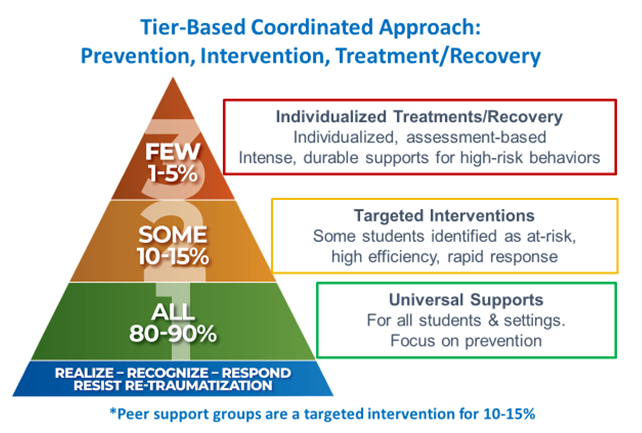 Tier-Based Coordinated Approach:
Prevention, Intervention, Treatment/Recovery
3
FEW
1-5%
Individualized Treatments/Recovery
Individualized, assessment-based
Intense, durable supports for high-risk behaviors
2
SOME
10-15%
Targeted Interventions
Some students identified as at-risk,
high efficiency, rapid response
1
ALL
80-90%
Universal Supports
For all students & settings.
Focus on prevention
REALIZE – RECOGNIZE – RESPOND
RESIST RE-TRAUMATIZATION
*Peer support groups are a targeted intervention for 10-15%